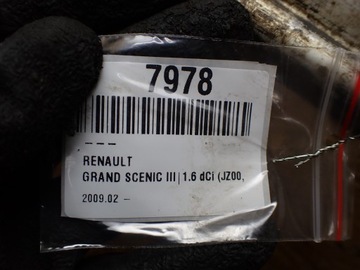 7978
---
RENAULT
GRAND SCENIC III|1.6 dCi (JZ00,
2009.02 -